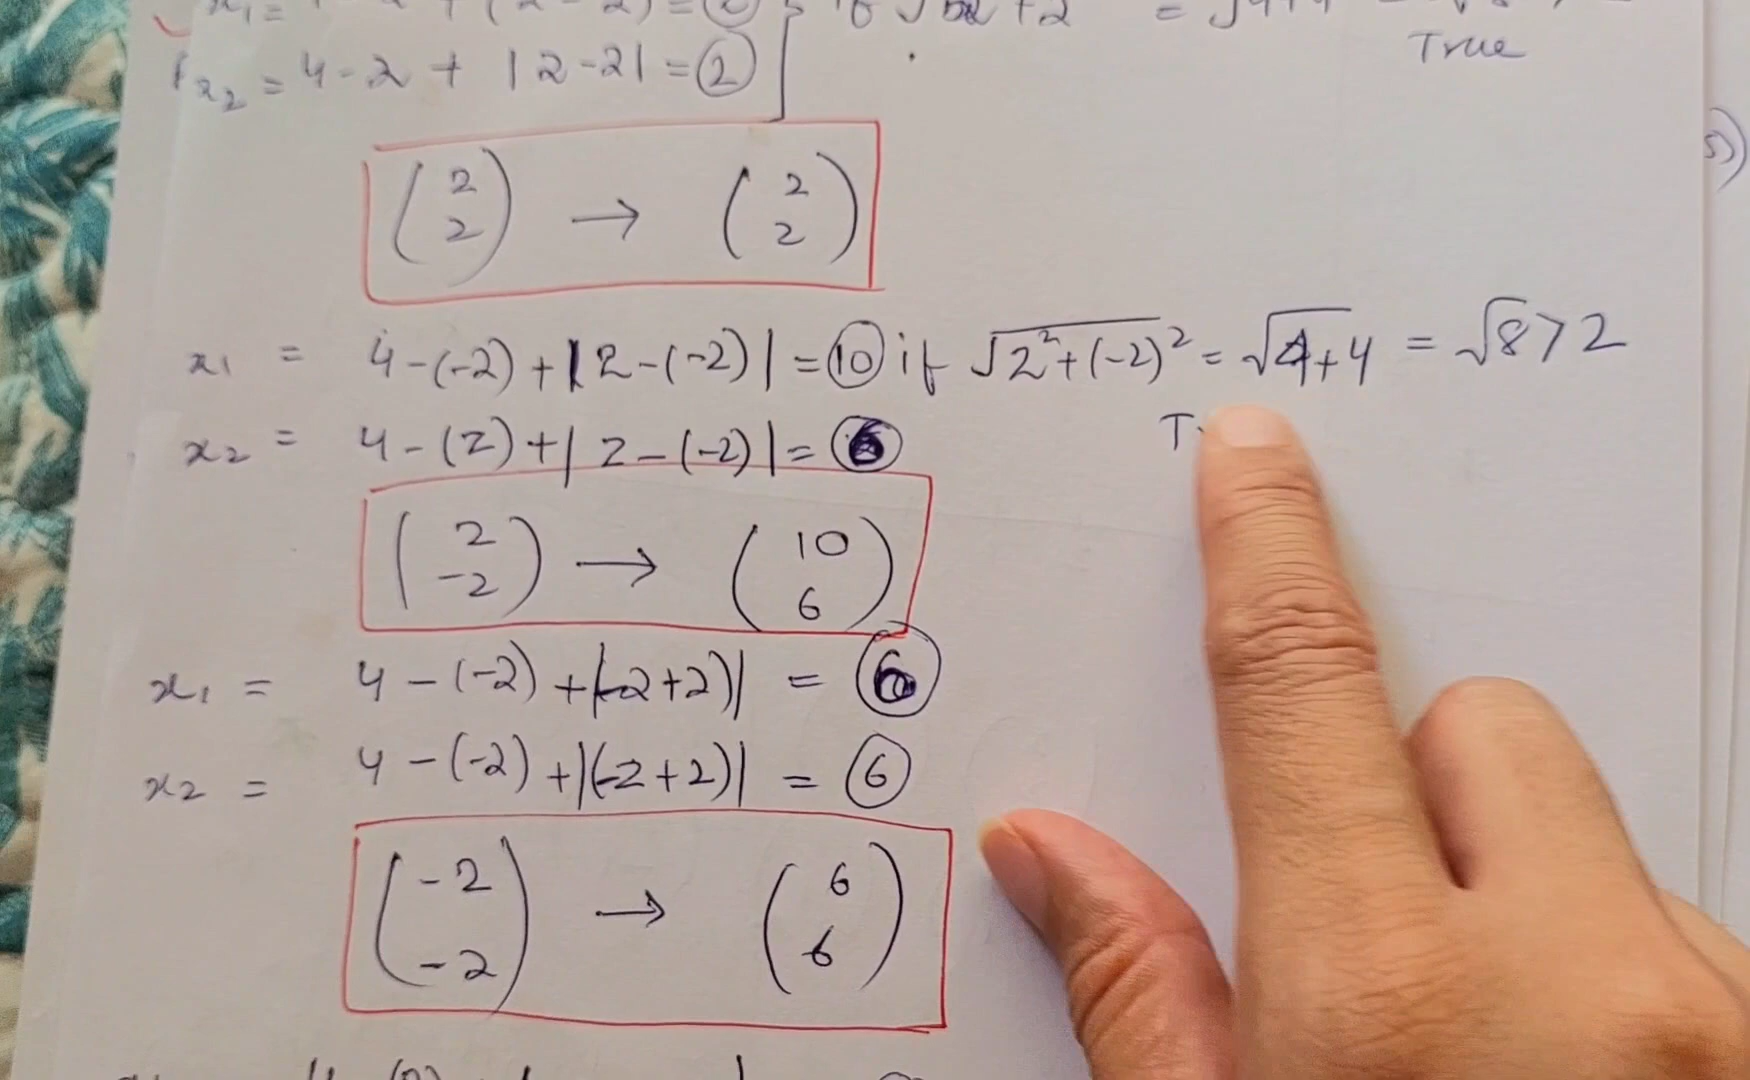 x2 = 4 - 2 + |2-2| = 2
True
(2 2) → (2 2)
x1 = 4-(-2)+|2-(-2)| = 10 if √2²+(-2)² = √4+4 = √8 > 2
x2 = 4-(2)+|2-(-2)| = 6
(2 -2) → (10 6)
x1 = 4-(-2)+|-2+2)| = 6
x2 = 4-(-2)+|(-2+2)| = 6
(-2 -2) → (6 6)